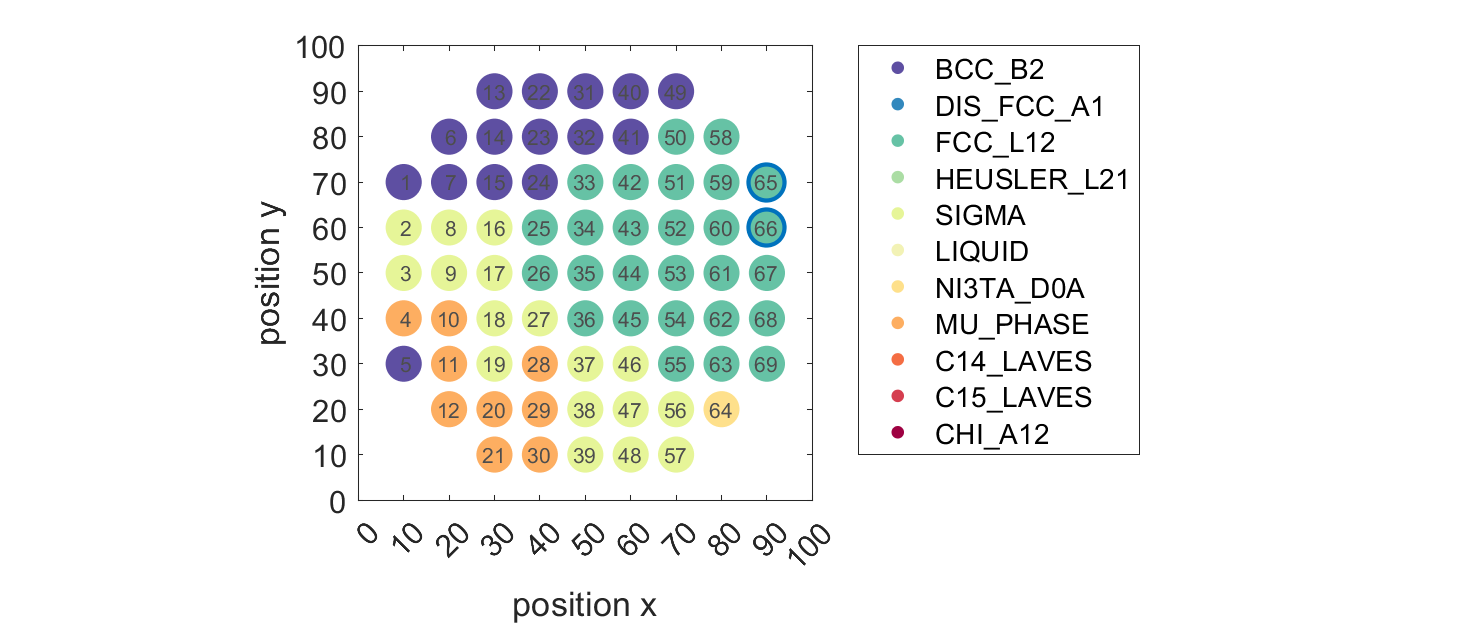 100
90
80
70
60
50
40
30
20
10
0
position y
13 22 31 40 49
6 14 23 32 41 50 58
1 7 15 24 33 42 51 59 65
2 8 16 25 34 43 52 60 66
3 9 17 26 35 44 53 61 67
4 10 18 27 36 45 54 62 68
5 11 19 28 37 46 55 63 69
12 20 29 38 47 56 64
21 30 39 48 57
0 10 20 30 40 50 60 70 80 90 100
position x
BCC_B2
DIS_FCC_A1
FCC_L12
HEUSLER_L21
SIGMA
LIQUID
NI3TA_D0A
MU_PHASE
C14_LAVES
C15_LAVES
CHI_A12